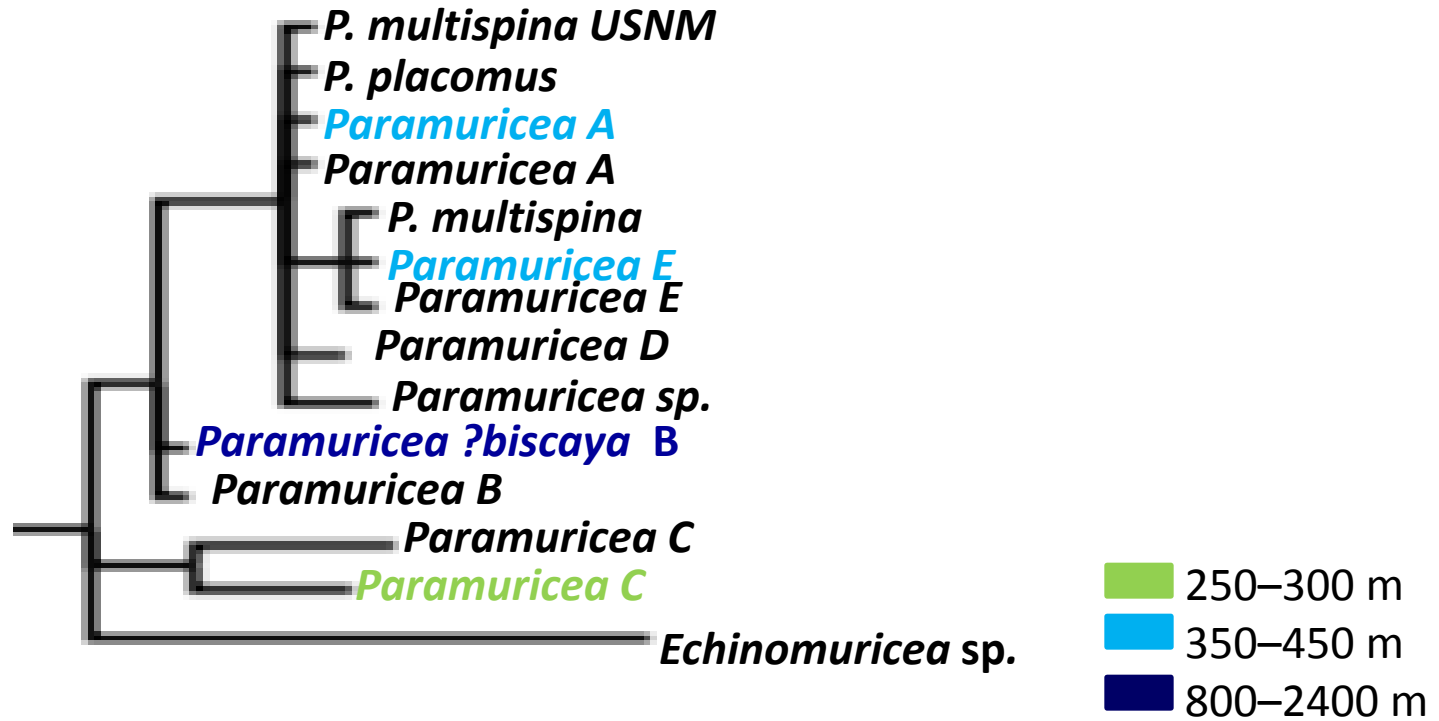 P. multispina USNM
P. placomus
Paramuricea A
Paramuricea A
P. multispina
Paramuricea E
Paramuricea E
Paramuricea D
Paramuricea sp.
Paramuricea ?biscaya B
Paramuricea B
Paramuricea C
Paramuricea C
Echinomuricea sp.
250–300 m
350–450 m
800–2400 m